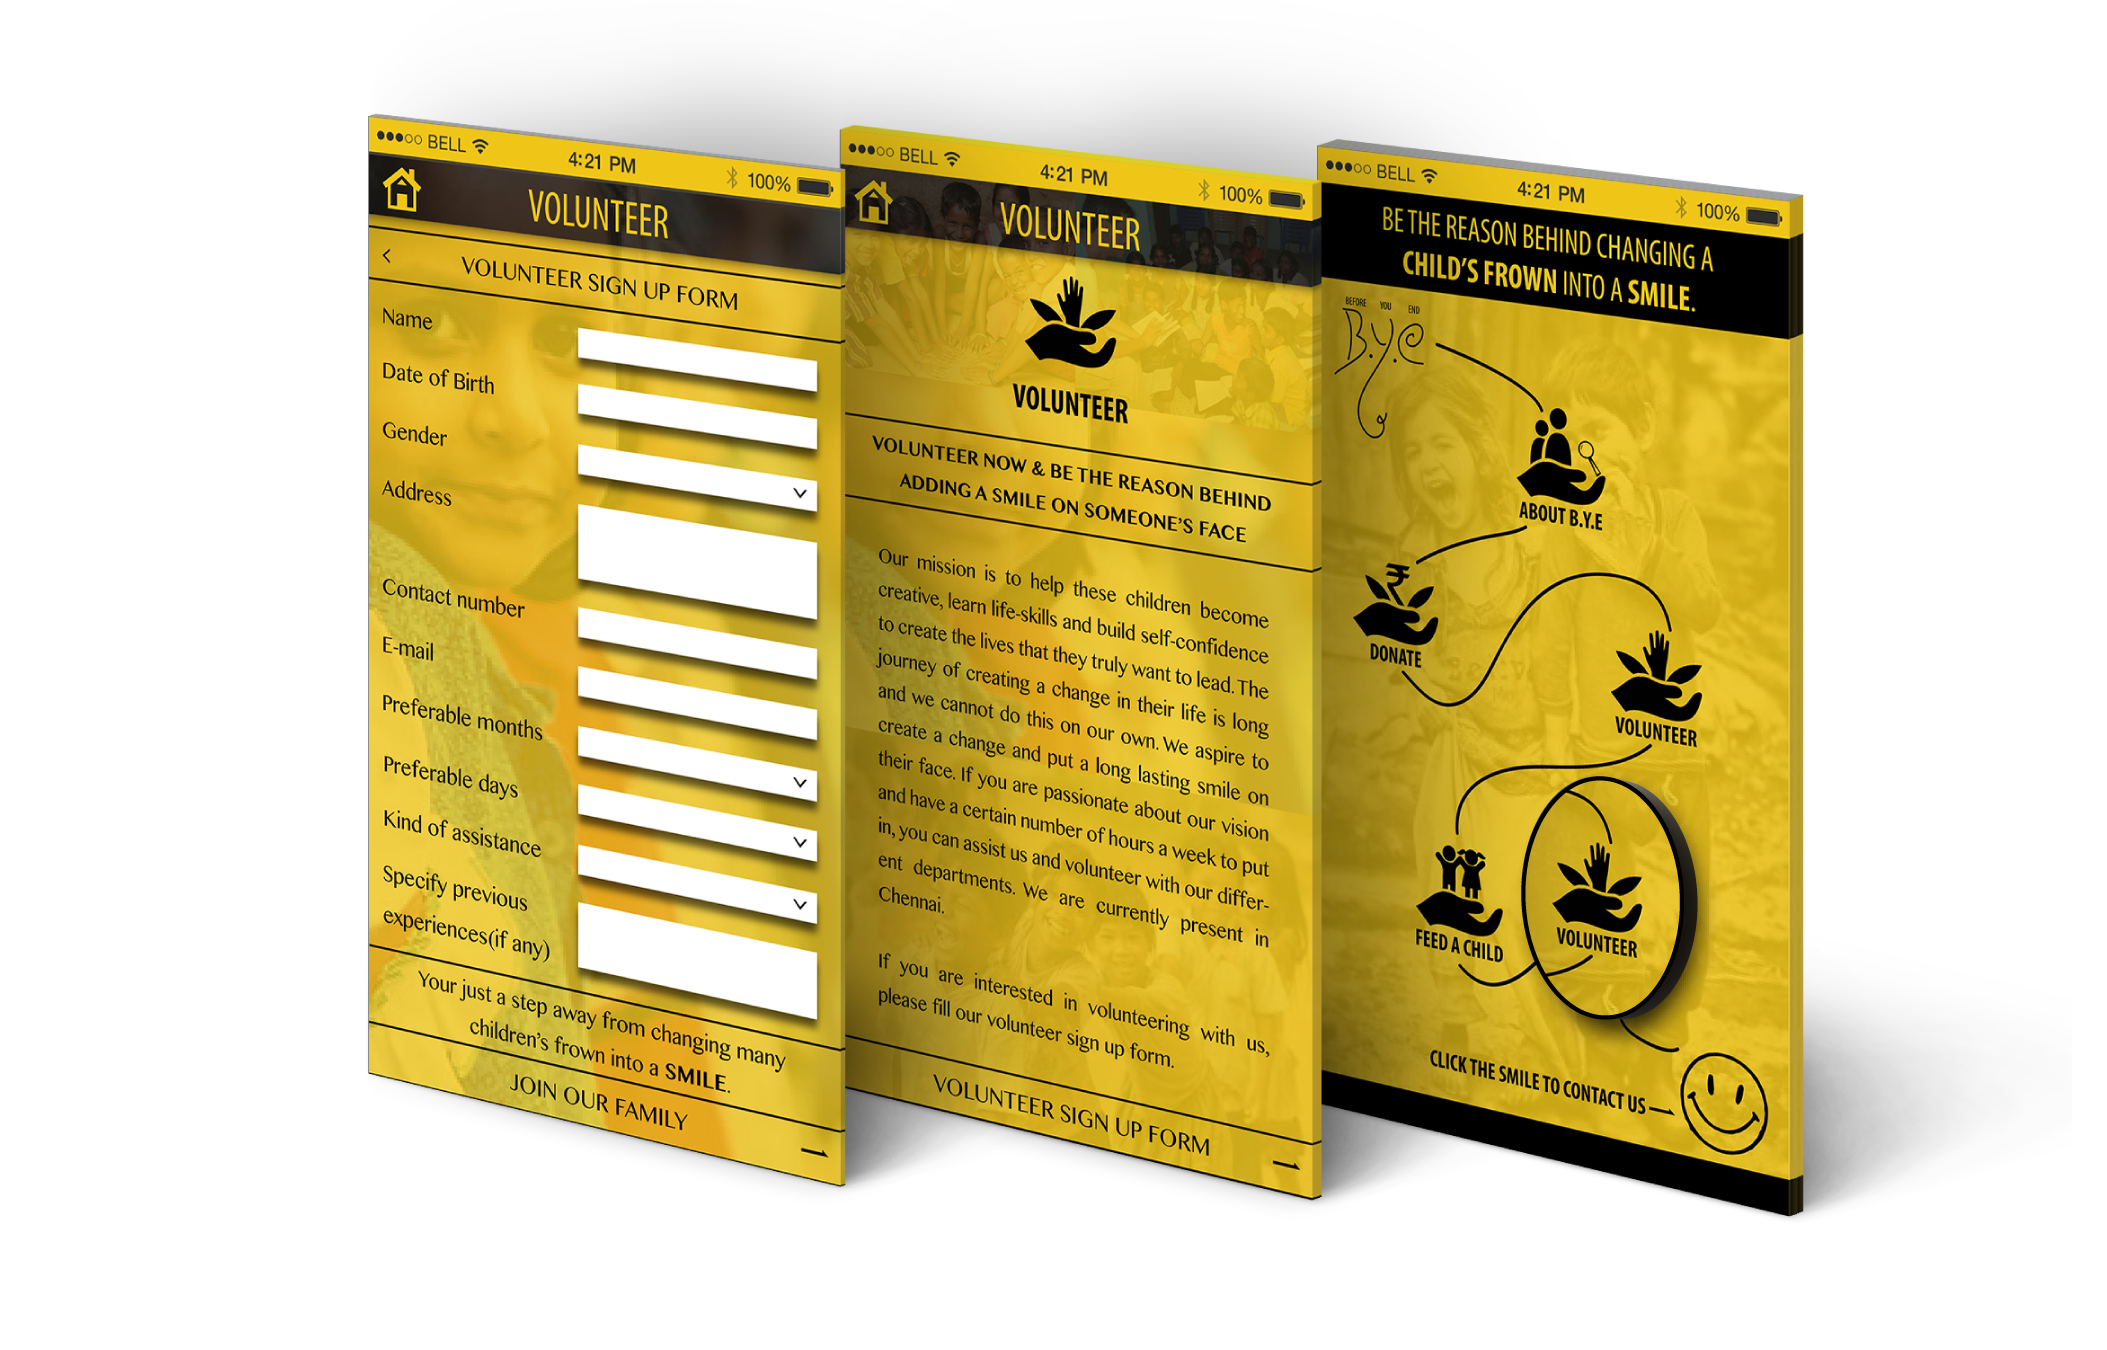 BELL
4:21 PM
100%
VOLUNTEER
VOLUNTEER SIGN UP FORM
Name
Date of Birth
Gender
Address
Contact number
E-mail
Preferable months
Preferable days
Kind of assistance
Specify previous
experiences(if any)
Your just a step away from changing many
children's frown into a SMILE.
JOIN OUR FAMILY
BELL
4:21 PM
100%
VOLUNTEER
VOLUNTEER
VOLUNTEER NOW & BE THE REASON BEHIND
ADDING A SMILE ON SOMEONE'S FACE
Our mission is to help these children become
creative, learn life-skills and build self-confidence
to create the lives that they truly want to lead. The
journey of creating a change in their life is long
and we cannot do this on our own. We aspire to
create a change and put a long lasting smile on
their face. If you are passionate about our vision
and have a certain number of hours a week to put
in, you can assist us and volunteer with our differ-
ent departments. We are currently present in
Chennai.
If you are interested in volunteering with us,
please fill our volunteer sign up form.
VOLUNTEER SIGN UP FORM
BELL
4:21 PM
100%
BE THE REASON BEHIND CHANGING A
CHILD'S FROWN INTO A SMILE.
BEFORE YOU END
B.y.e
ABOUT B.Y.E
₹
DONATE
VOLUNTEER
FEED A CHILD
VOLUNTEER
CLICK THE SMILE TO CONTACT US